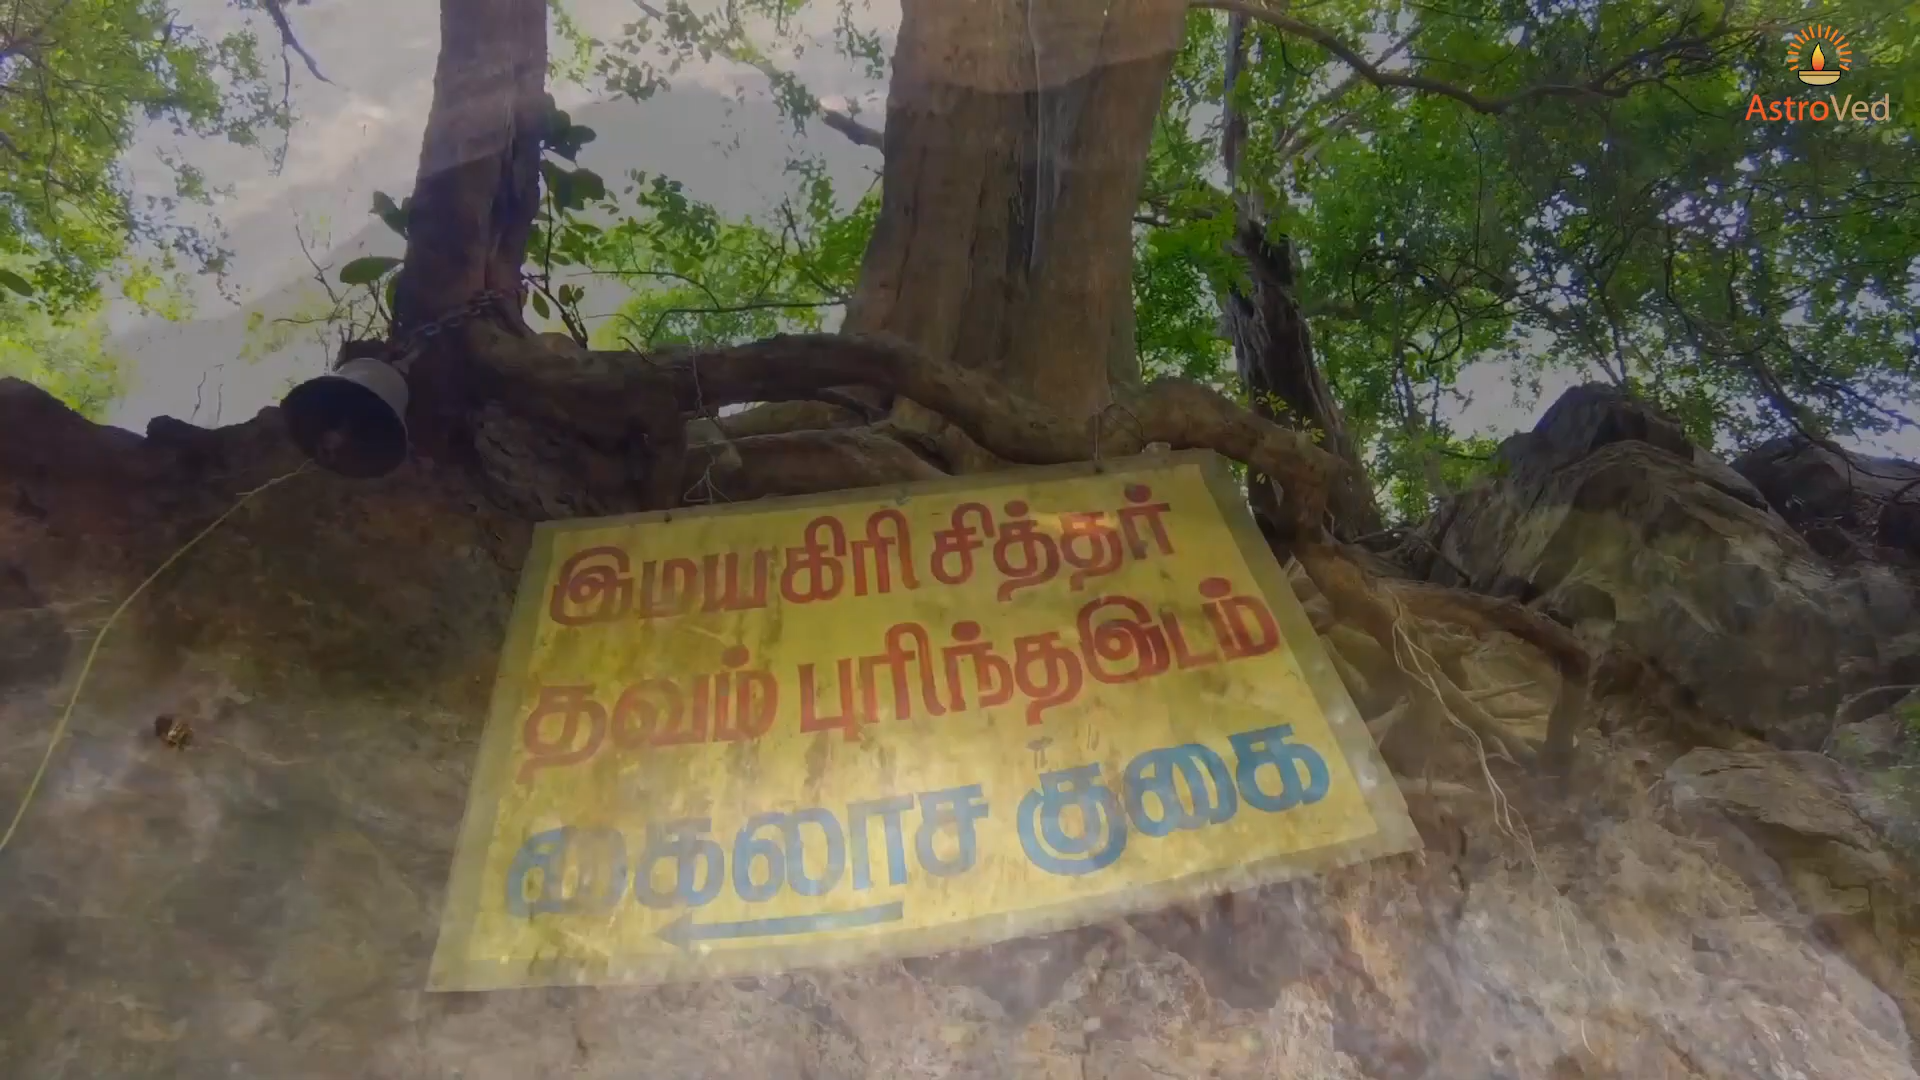 AstroVed
இமயகிரி சித்தர்
தவம் புரிந்தஇடம்
கைலாச குகை